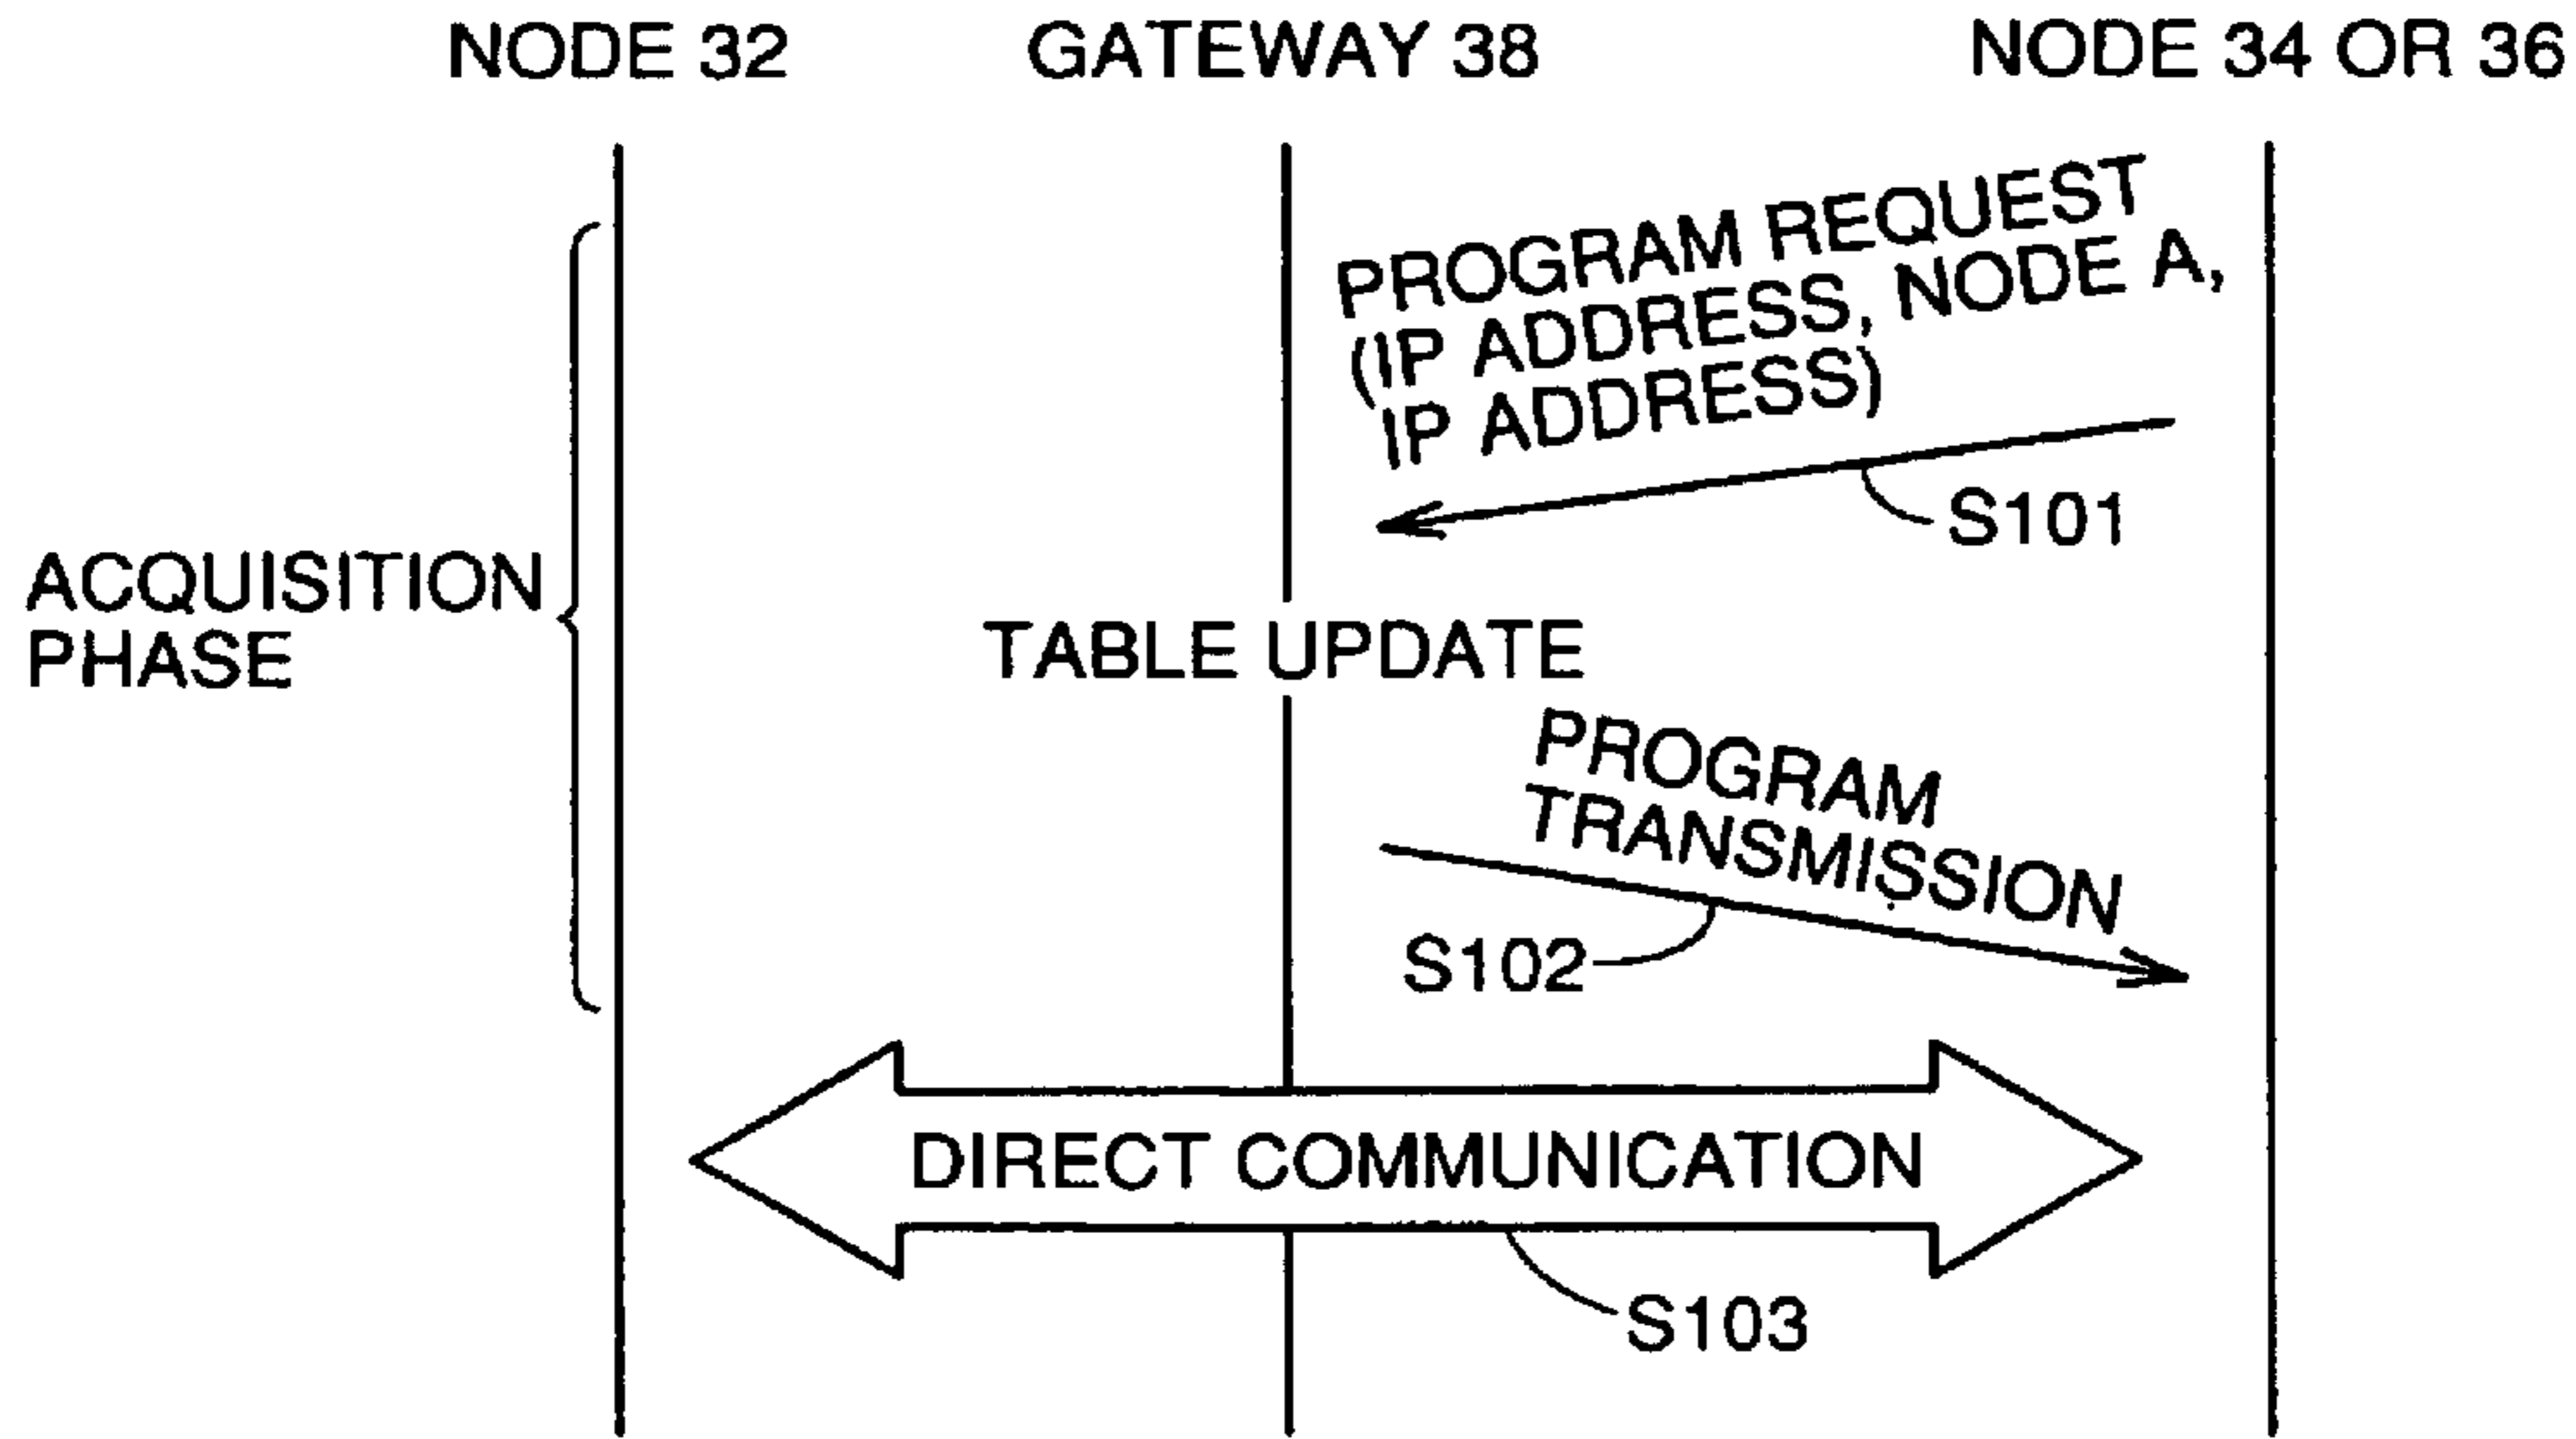 NODE 32
GATEWAY 38
NODE 34 OR 36
PROGRAM REQUEST
(IP ADDRESS, NODE A,
IP ADDRESS)
S101
ACQUISITION
PHASE
TABLE UPDATE
PROGRAM
TRANSMISSION
S102
DIRECT COMMUNICATION
S103